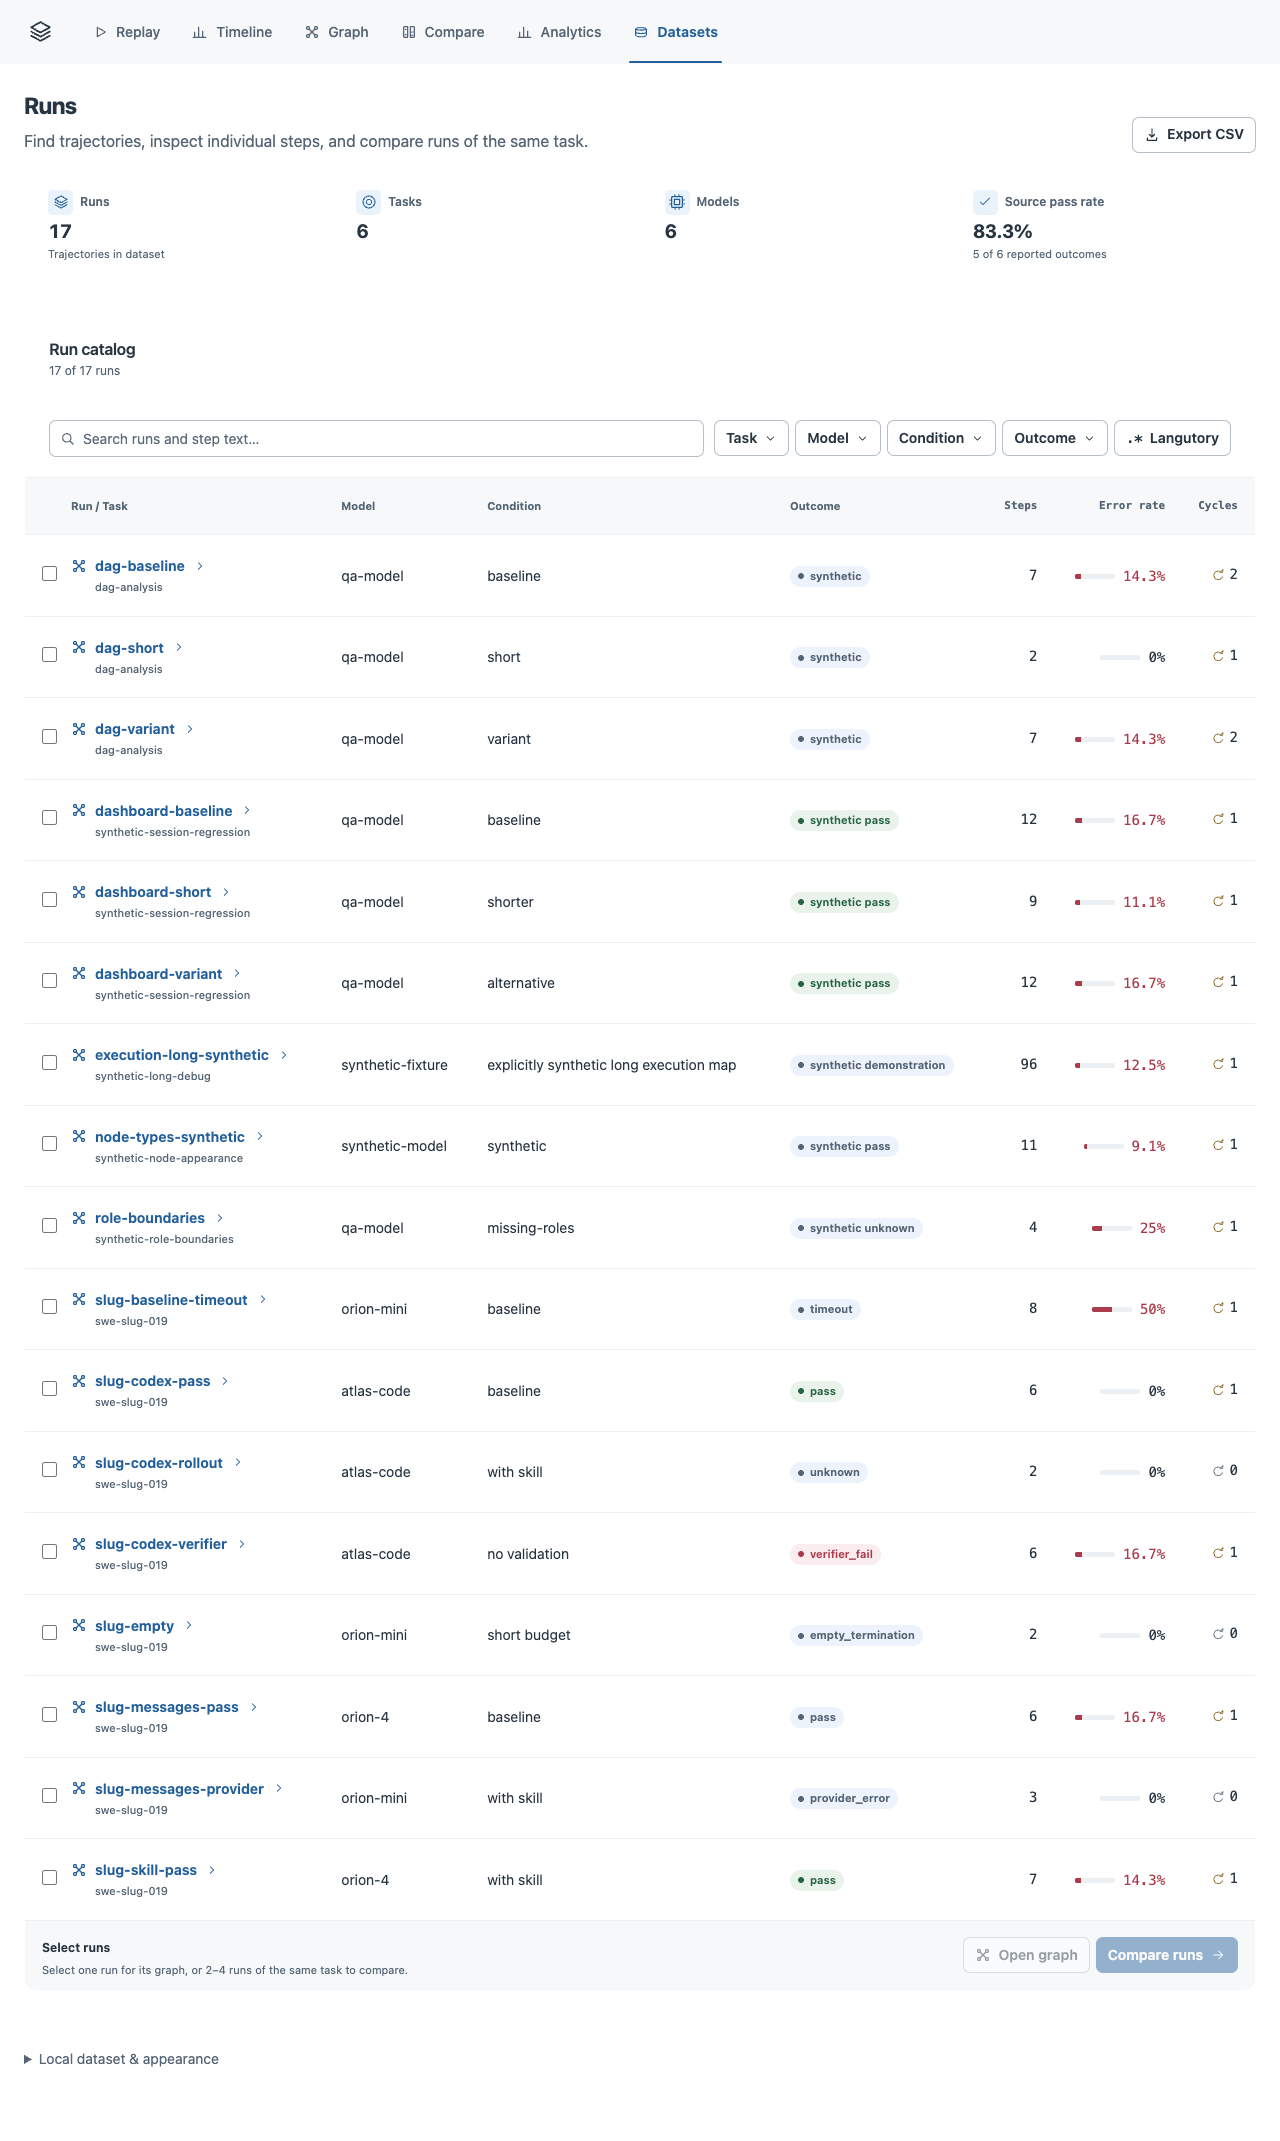 Replay Timeline Graph Compare Analytics Datasets
Runs
Find trajectories, inspect individual steps, and compare runs of the same task.
Export CSV
Runs Tasks Models Source pass rate
17 6 6 83.3%
Trajectories in dataset 5 of 6 reported outcomes
Run catalog
17 of 17 runs
Search runs and step text... Task Model Condition Outcome .* Langutory
Run / Task Model Condition Outcome Steps Error rate Cycles
dag-baseline qa-model baseline synthetic 7 14.3% 2
dag-analysis
dag-short qa-model short synthetic 2 0% 1
dag-analysis
dag-variant qa-model variant synthetic 7 14.3% 2
dag-analysis
dashboard-baseline qa-model baseline synthetic pass 12 16.7% 1
synthetic-session-regression
dashboard-short qa-model shorter synthetic pass 9 11.1% 1
synthetic-session-regression
dashboard-variant qa-model alternative synthetic pass 12 16.7% 1
synthetic-session-regression
execution-long-synthetic synthetic-fixture explicitly synthetic long execution map synthetic demonstration 96 12.5% 1
synthetic-long-debug
node-types-synthetic synthetic-model synthetic synthetic pass 11 9.1% 1
synthetic-node-appearance
role-boundaries qa-model missing-roles synthetic unknown 4 25% 1
synthetic-role-boundaries
slug-baseline-timeout orion-mini baseline timeout 8 50% 1
swe-slug-019
slug-codex-pass atlas-code baseline pass 6 0% 1
swe-slug-019
slug-codex-rollout atlas-code with skill unknown 2 0% 0
swe-slug-019
slug-codex-verifier atlas-code no validation verifier_fail 6 16.7% 1
swe-slug-019
slug-empty orion-mini short budget empty_termination 2 0% 0
swe-slug-019
slug-messages-pass orion-4 baseline pass 6 16.7% 1
swe-slug-019
slug-messages-provider orion-mini with skill provider_error 3 0% 0
swe-slug-019
slug-skill-pass orion-4 with skill pass 7 14.3% 1
swe-slug-019
Select runs
Select one run for its graph, or 2–4 runs of the same task to compare.
Open graph Compare runs
Local dataset & appearance